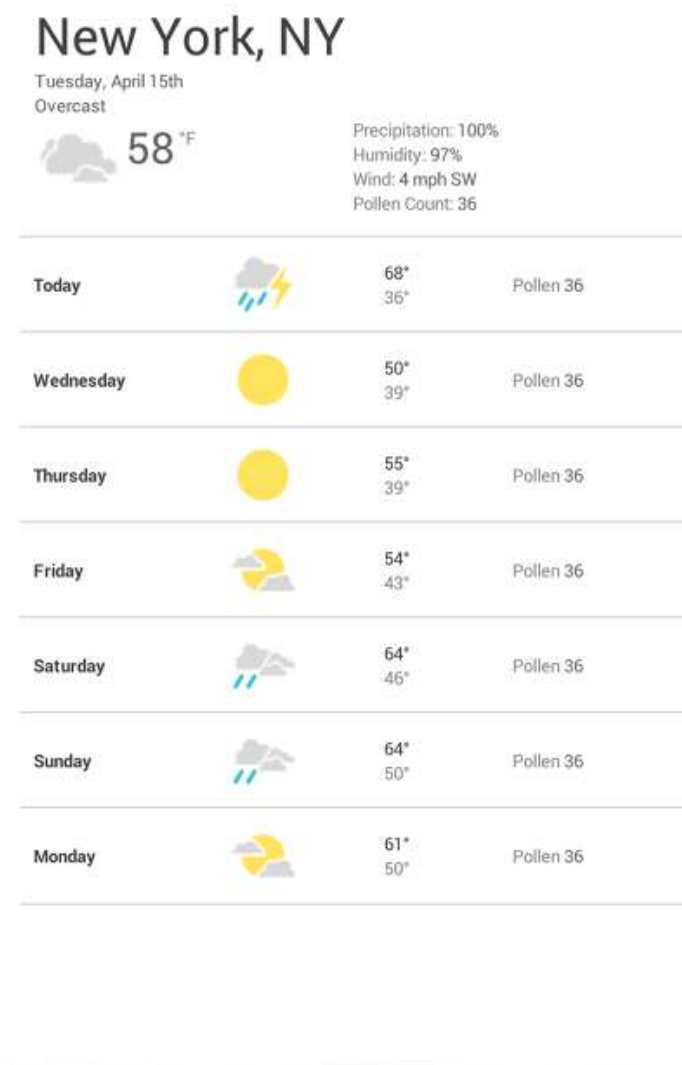 New York, NY
Tuesday, April 15th
Overcast
58 °F
Precipitation: 100%
Humidity: 97%
Wind: 4 mph SW
Pollen Count: 36
Today 68° 36° Pollen 36
Wednesday 50° 39° Pollen 36
Thursday 55° 39° Pollen 36
Friday 54° 43° Pollen 36
Saturday 64° 46° Pollen 36
Sunday 64° 50° Pollen 36
Monday 61° 50° Pollen 36